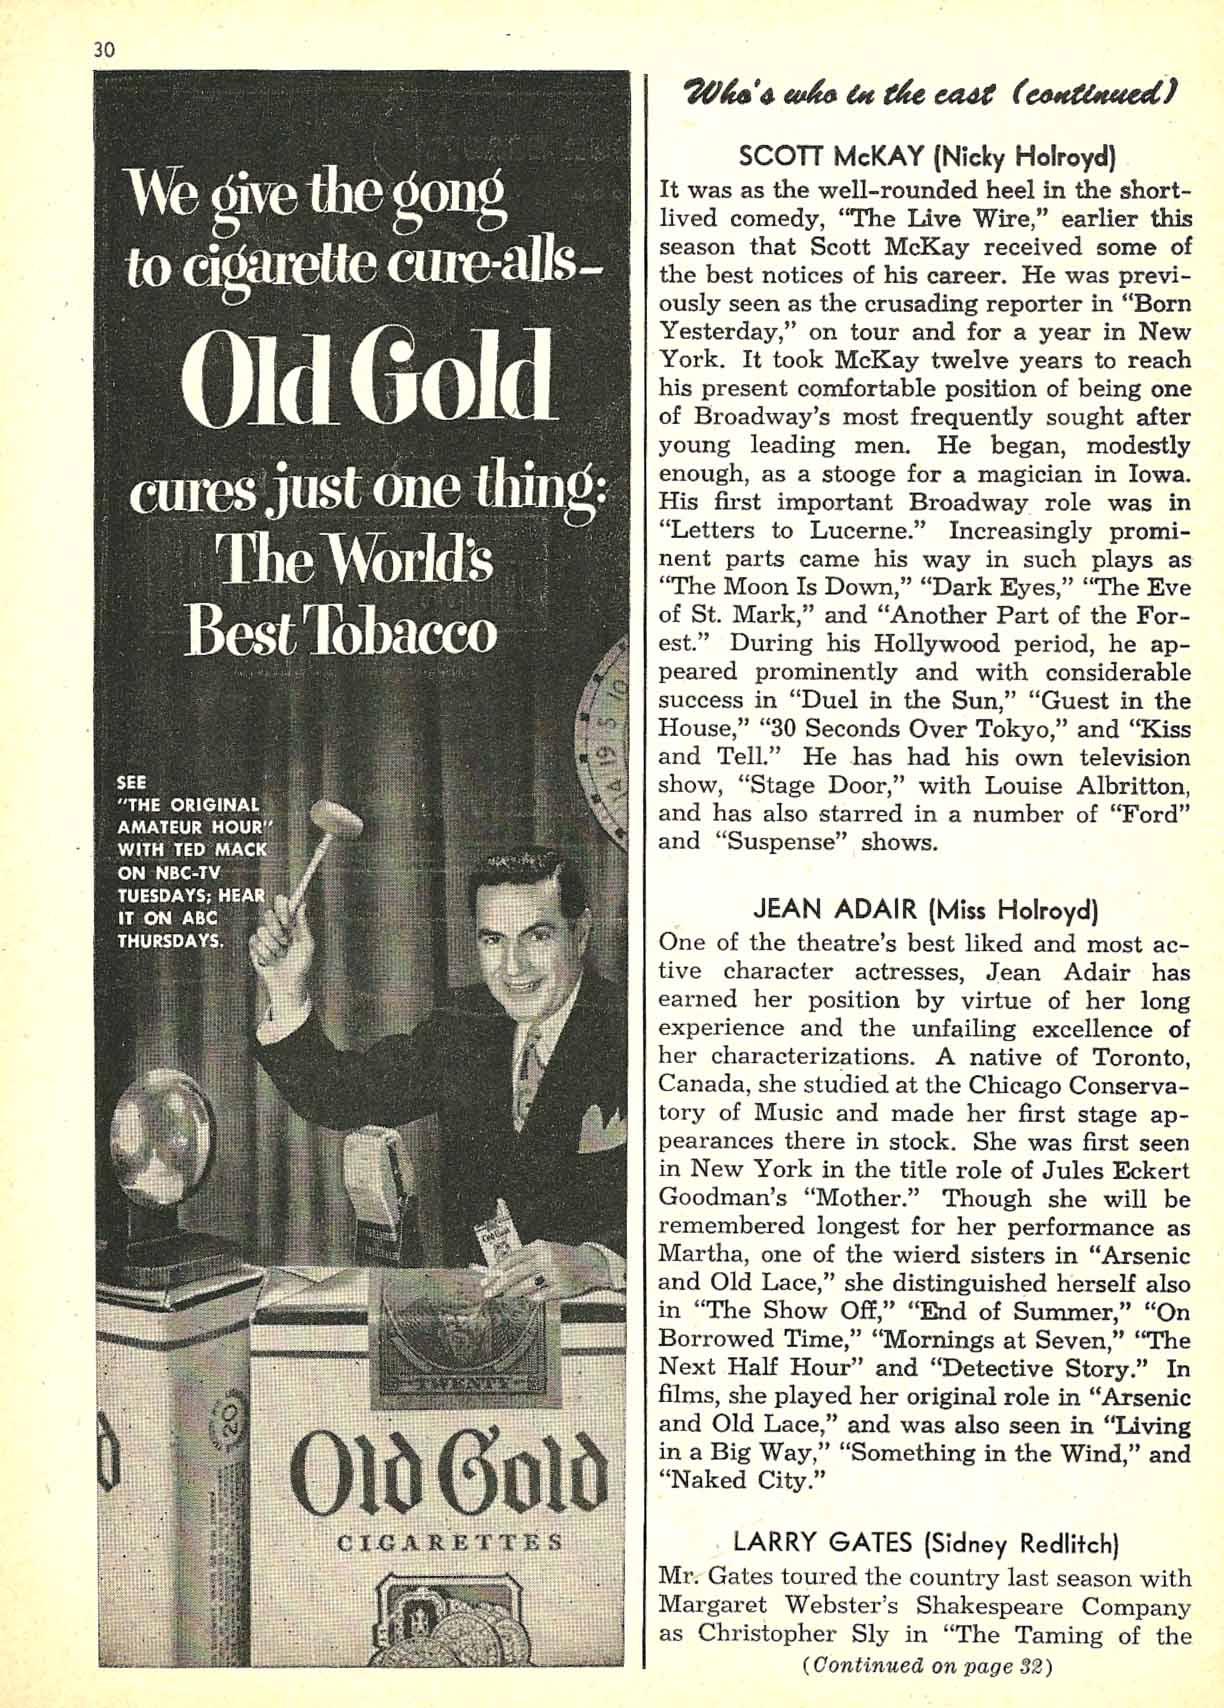 30
We give the gong
to cigarette cure-alls–
Old Gold
cures just one thing:
The World's
Best Tobacco
SEE
"THE ORIGINAL
AMATEUR HOUR"
WITH TED MACK
ON NBC-TV
TUESDAYS; HEAR
IT ON ABC
THURSDAYS.
10
5
19
14
Old Gold
TWENTY
20
Old Gold
CIGARETTES
Who's who in the cast (continued)
SCOTT McKAY (Nicky Holroyd)
It was as the well-rounded heel in the short-
lived comedy, "The Live Wire," earlier this
season that Scott McKay received some of
the best notices of his career. He was previ-
ously seen as the crusading reporter in "Born
Yesterday," on tour and for a year in New
York. It took McKay twelve years to reach
his present comfortable position of being one
of Broadway's most frequently sought after
young leading men. He began, modestly
enough, as a stooge for a magician in Iowa.
His first important Broadway role was in
"Letters to Lucerne." Increasingly promi-
nent parts came his way in such plays as
"The Moon Is Down," "Dark Eyes," "The Eve
of St. Mark," and "Another Part of the For-
est." During his Hollywood period, he ap-
peared prominently and with considerable
success in "Duel in the Sun," "Guest in the
House," "30 Seconds Over Tokyo," and "Kiss
and Tell." He has had his own television
show, "Stage Door," with Louise Albritton,
and has also starred in a number of "Ford"
and "Suspense" shows.
JEAN ADAIR (Miss Holroyd)
One of the theatre's best liked and most ac-
tive character actresses, Jean Adair has
earned her position by virtue of her long
experience and the unfailing excellence of
her characterizations. A native of Toronto,
Canada, she studied at the Chicago Conserva-
tory of Music and made her first stage ap-
pearances there in stock. She was first seen
in New York in the title role of Jules Eckert
Goodman's "Mother." Though she will be
remembered longest for her performance as
Martha, one of the wierd sisters in "Arsenic
and Old Lace," she distinguished herself also
in "The Show Off," "End of Summer," "On
Borrowed Time," "Mornings at Seven," "The
Next Half Hour" and "Detective Story." In
films, she played her original role in "Arsenic
and Old Lace," and was also seen in "Living
in a Big Way," "Something in the Wind," and
"Naked City."
LARRY GATES (Sidney Redlitch)
Mr. Gates toured the country last season with
Margaret Webster's Shakespeare Company
as Christopher Sly in "The Taming of the
(Continued on page 32)